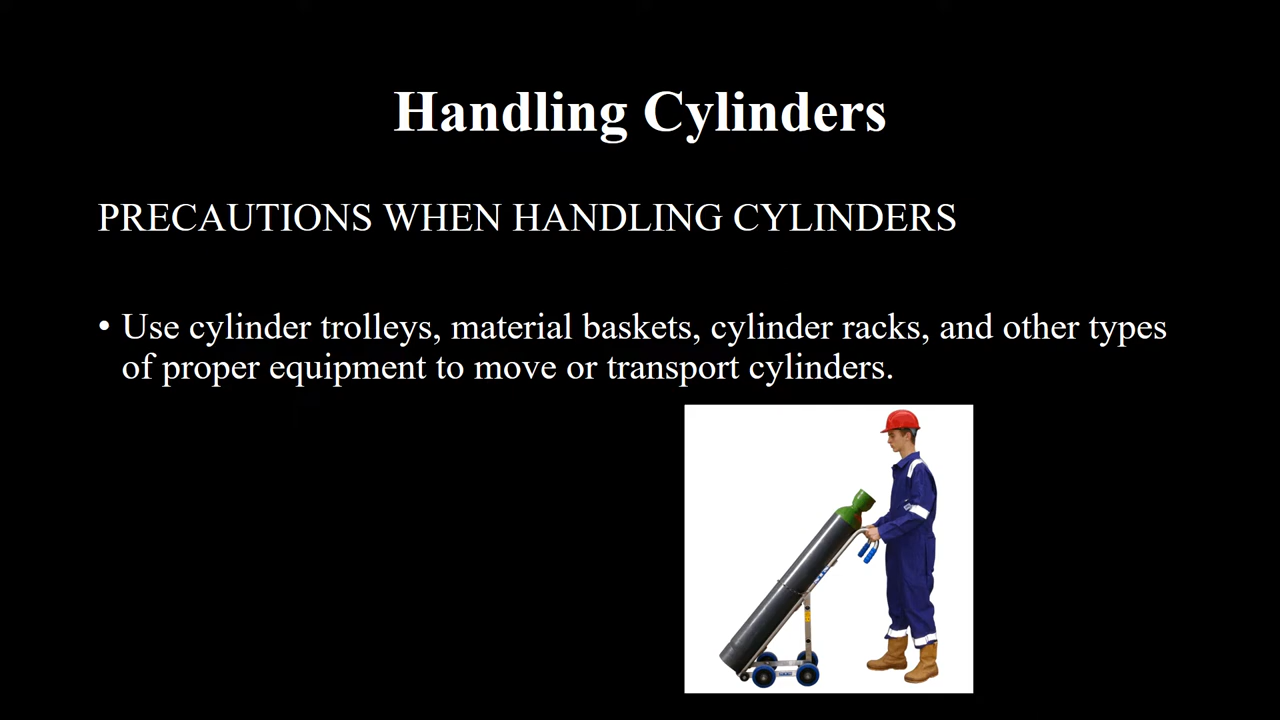 Handling Cylinders
PRECAUTIONS WHEN HANDLING CYLINDERS
• Use cylinder trolleys, material baskets, cylinder racks, and other types
of proper equipment to move or transport cylinders.